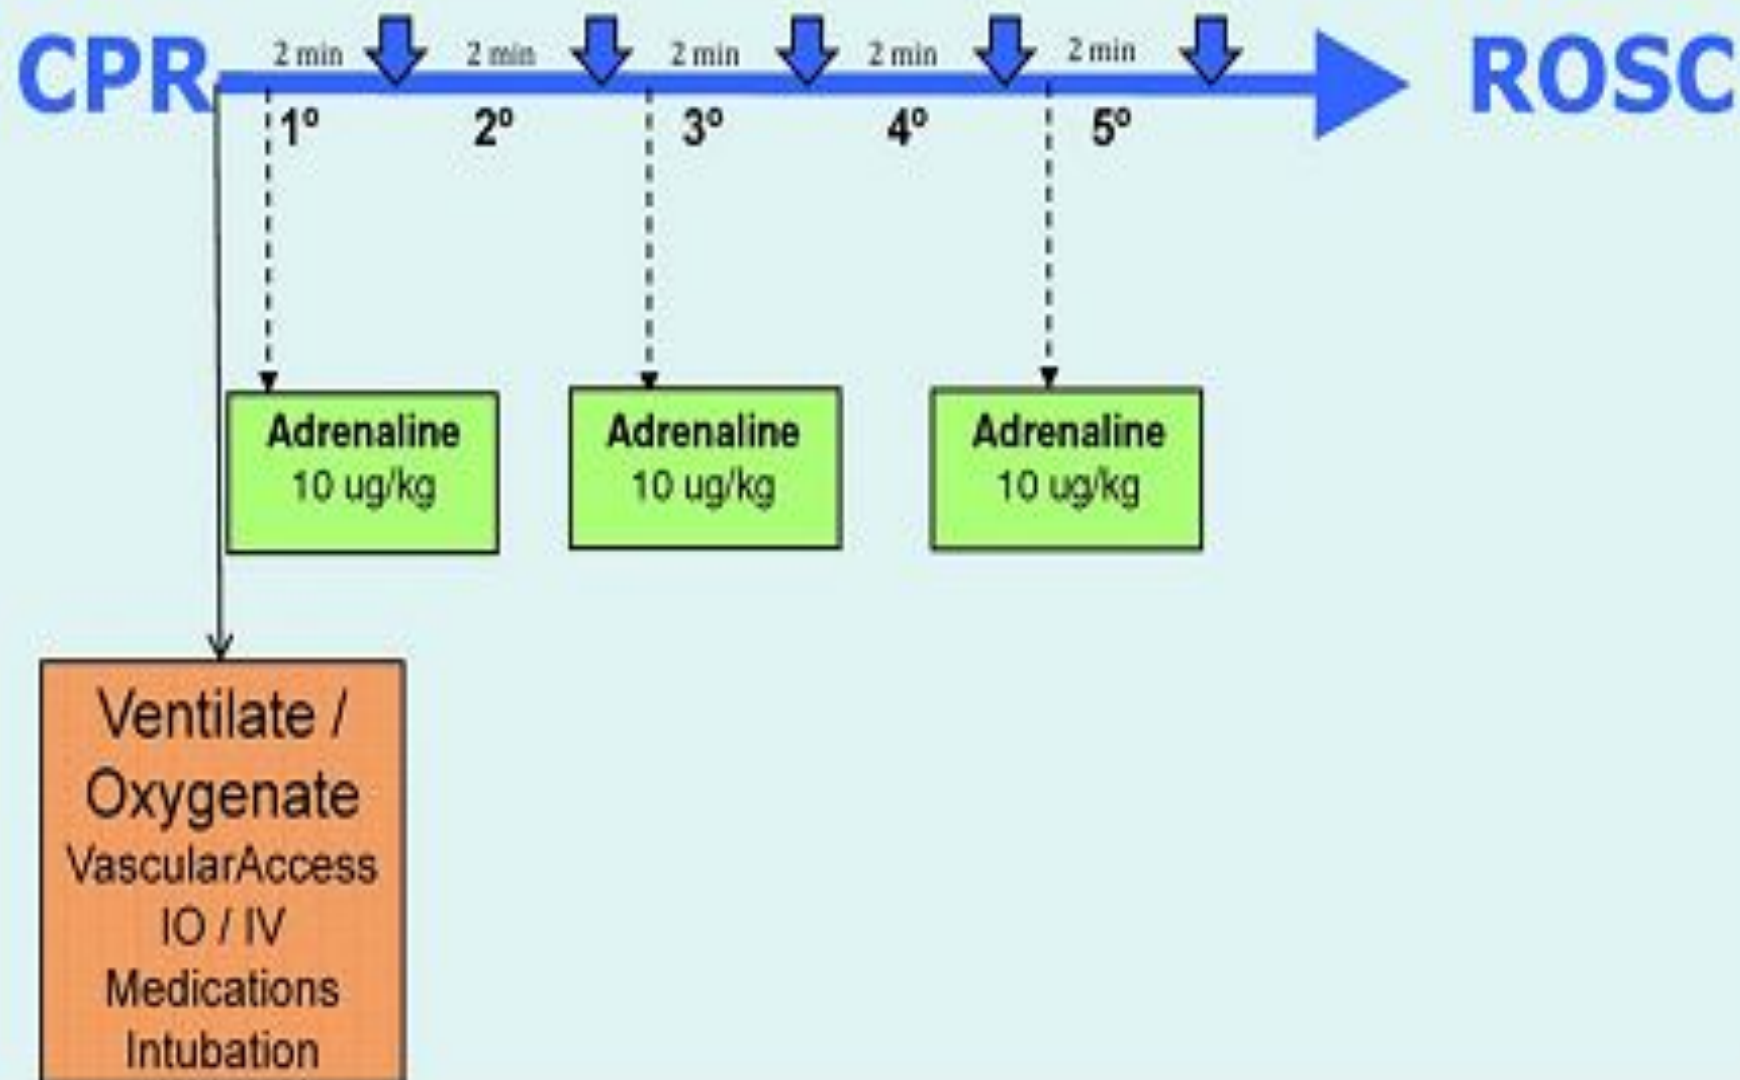 CPR 2 min 2 min 2 min 2 min 2 min ROSC
1º 2º 3º 4º 5º
Adrenaline Adrenaline Adrenaline
10 ug/kg 10 ug/kg 10 ug/kg
Ventilate /
Oxygenate
VascularAccess
IO / IV
Medications
Intubation